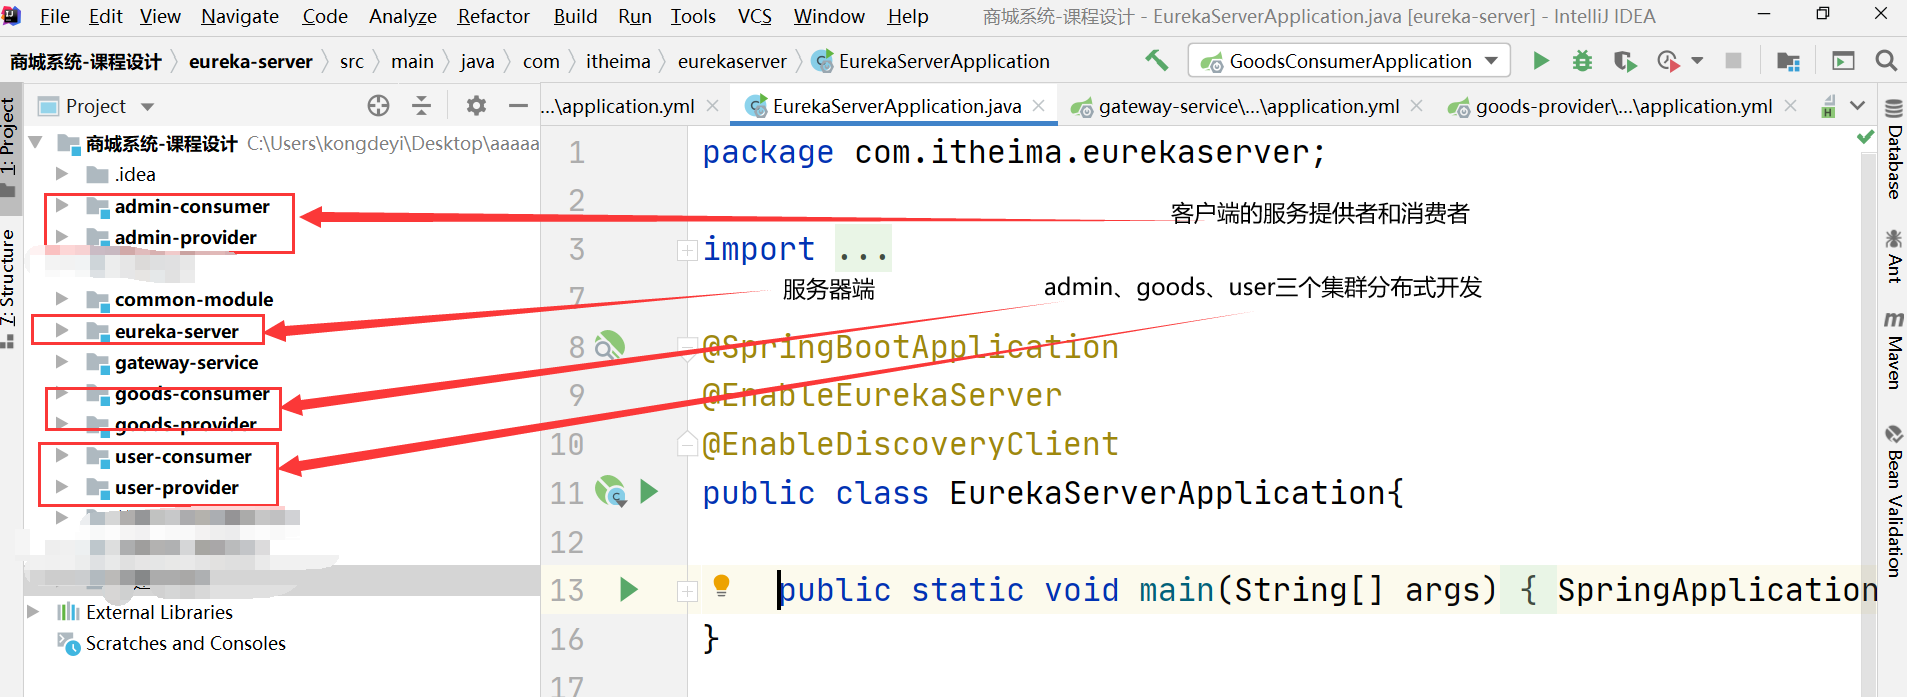 File Edit View Navigate Code Analyze Refactor Build Run Tools VCS Window Help 商城系统-课程设计 - EurekaServerApplication.java [eureka-server] - IntelliJ IDEA
商城系统-课程设计 eureka-server src main java com itheima eurekaserver EurekaServerApplication GoodsConsumerApplication
Project ...\application.yml EurekaServerApplication.java gateway-service\...\application.yml goods-provider\...\application.yml
1: Project
7: Structure
商城系统-课程设计 C:\Users\kongdeyi\Desktop\aaaaa
.idea
admin-consumer
admin-provider
common-module
eureka-server
gateway-service
goods-consumer
goods-provider
user-consumer
user-provider
External Libraries
Scratches and Consoles
1 package com.itheima.eurekaserver;
2
客户端的服务提供者和消费者
3 import ...
服务器端
admin、goods、user三个集群分布式开发
7
8 @SpringBootApplication
9 @EnableEurekaServer
10 @EnableDiscoveryClient
11 public class EurekaServerApplication{
12
13 public static void main(String[] args) { SpringApplication
16 }
17
Database
Ant
Maven
Bean Validation